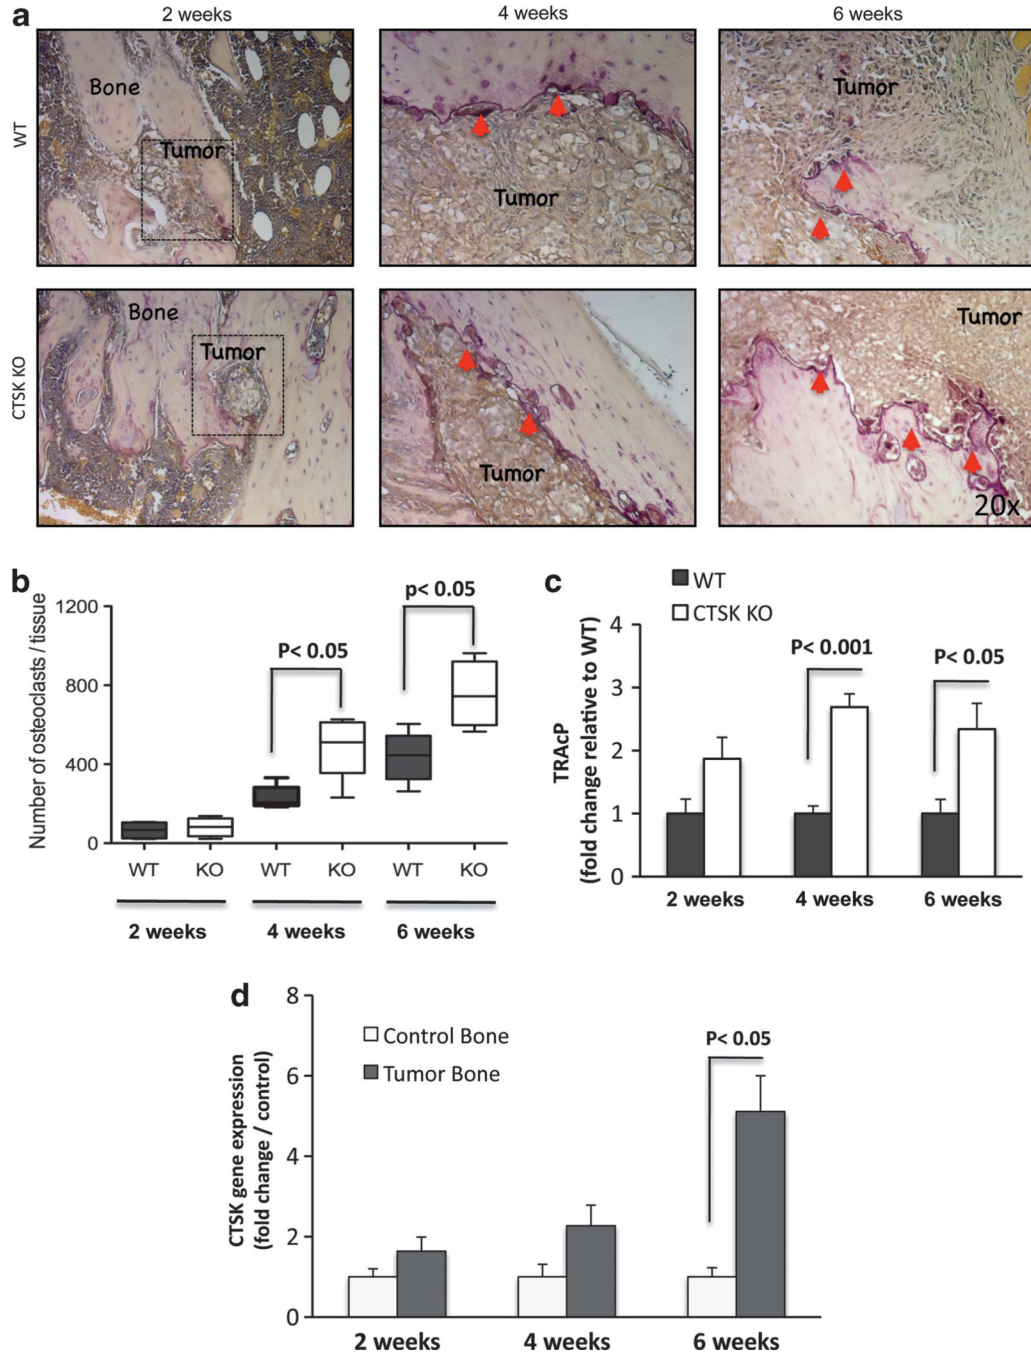 a
2 weeks
4 weeks
6 weeks
WT
Bone
Tumor
Tumor
Tumor
CTSK KO
Bone
Tumor
Tumor
Tumor
20x
b
Number of osteoclasts / tissue
1200
800
400
0
P< 0.05
p< 0.05
WT
KO
WT
KO
WT
KO
2 weeks
4 weeks
6 weeks
c
WT
CTSK KO
TRAcP
(fold change relative to WT)
4
3
2
1
0
P< 0.001
P< 0.05
2 weeks
4 weeks
6 weeks
d
CTSK gene expression
(fold change / control)
8
6
4
2
0
Control Bone
Tumor Bone
P< 0.05
2 weeks
4 weeks
6 weeks